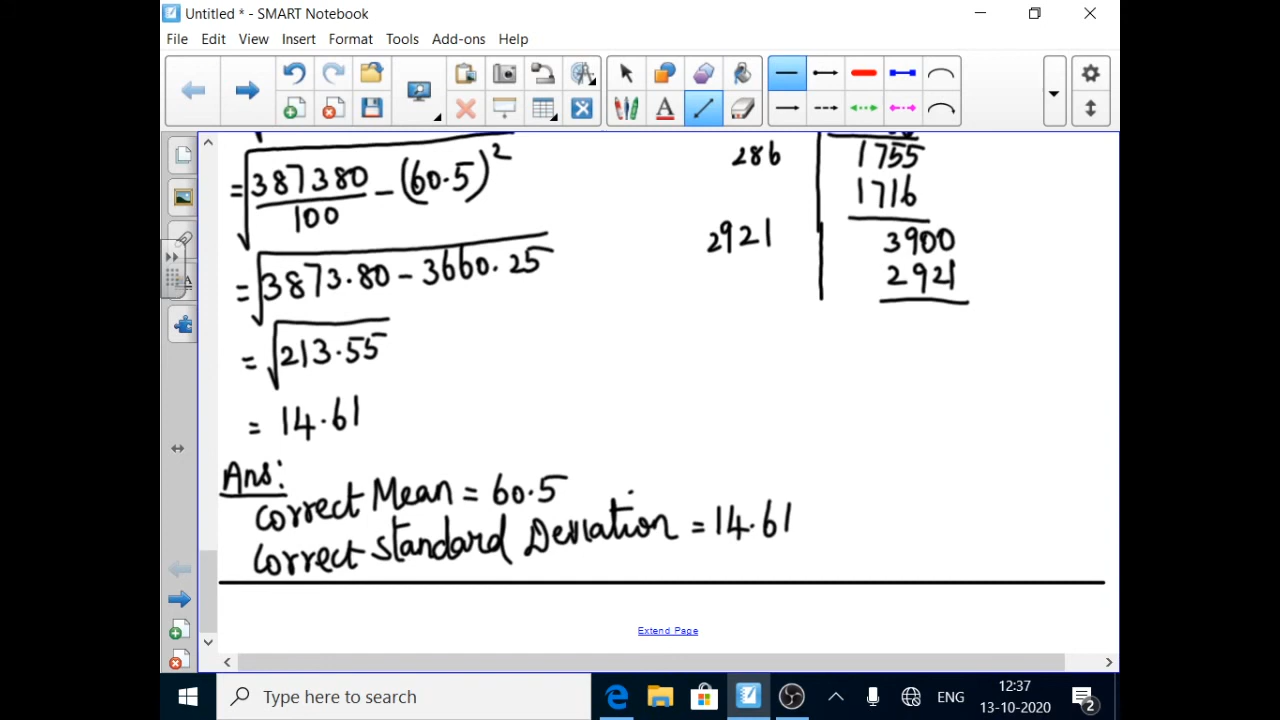 Untitled * - SMART Notebook
File Edit View Insert Format Tools Add-ons Help
= √387380/100 - (60.5)²
= √3873.80 - 3660.25
= √213.55
= 14.61
286
1755
1716
2921
3900
2921
Ans:
Correct Mean = 60.5
Correct Standard Deviation = 14.61
Extend Page
Type here to search
ENG
12:37
13-10-2020
2